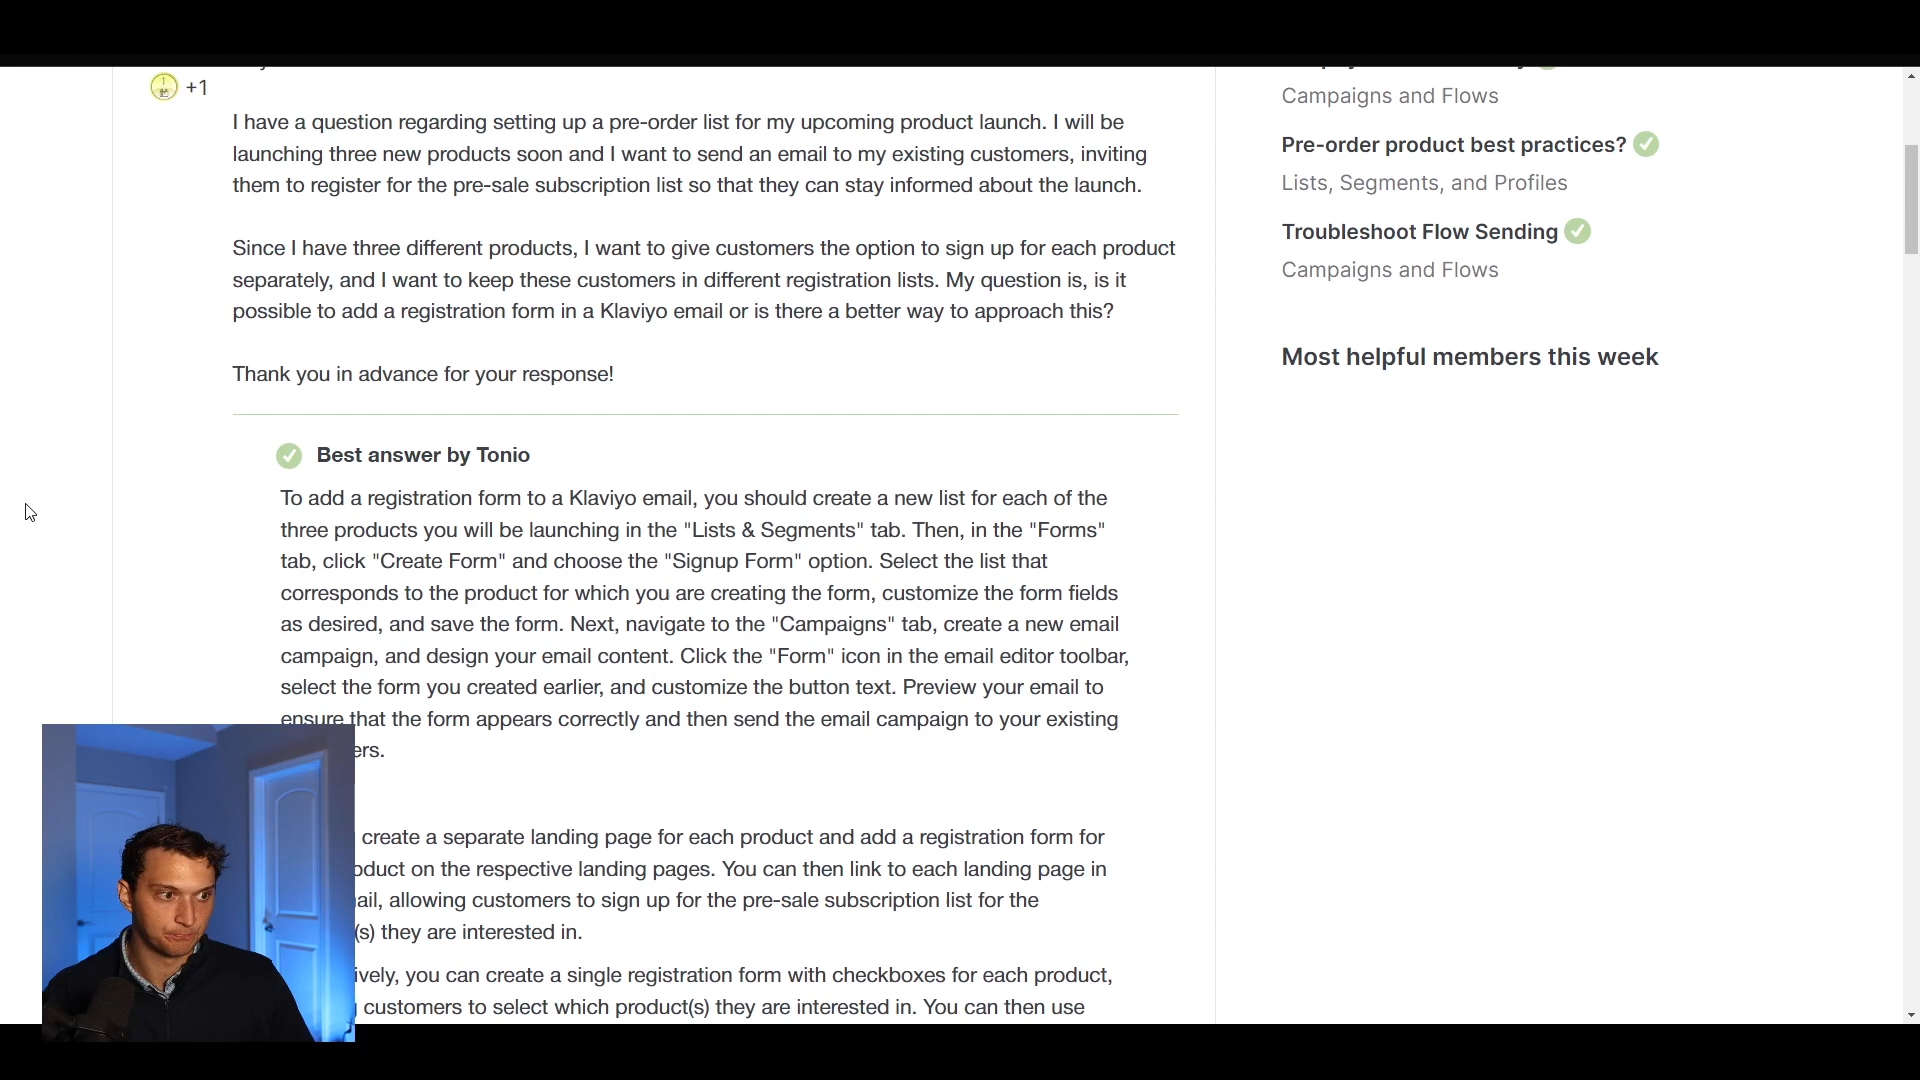 +1
I have a question regarding setting up a pre-order list for my upcoming product launch. I will be
launching three new products soon and I want to send an email to my existing customers, inviting
them to register for the pre-sale subscription list so that they can stay informed about the launch.
Since I have three different products, I want to give customers the option to sign up for each product
separately, and I want to keep these customers in different registration lists. My question is, is it
possible to add a registration form in a Klaviyo email or is there a better way to approach this?
Thank you in advance for your response!
Best answer by Tonio
To add a registration form to a Klaviyo email, you should create a new list for each of the
three products you will be launching in the "Lists & Segments" tab. Then, in the "Forms"
tab, click "Create Form" and choose the "Signup Form" option. Select the list that
corresponds to the product for which you are creating the form, customize the form fields
as desired, and save the form. Next, navigate to the "Campaigns" tab, create a new email
campaign, and design your email content. Click the "Form" icon in the email editor toolbar,
select the form you created earlier, and customize the button text. Preview your email to
ensure that the form appears correctly and then send the email campaign to your existing
ers.
create a separate landing page for each product and add a registration form for
oduct on the respective landing pages. You can then link to each landing page in
ail, allowing customers to sign up for the pre-sale subscription list for the
(s) they are interested in.
ively, you can create a single registration form with checkboxes for each product,
customers to select which product(s) they are interested in. You can then use
Campaigns and Flows
Pre-order product best practices?
Lists, Segments, and Profiles
Troubleshoot Flow Sending
Campaigns and Flows
Most helpful members this week